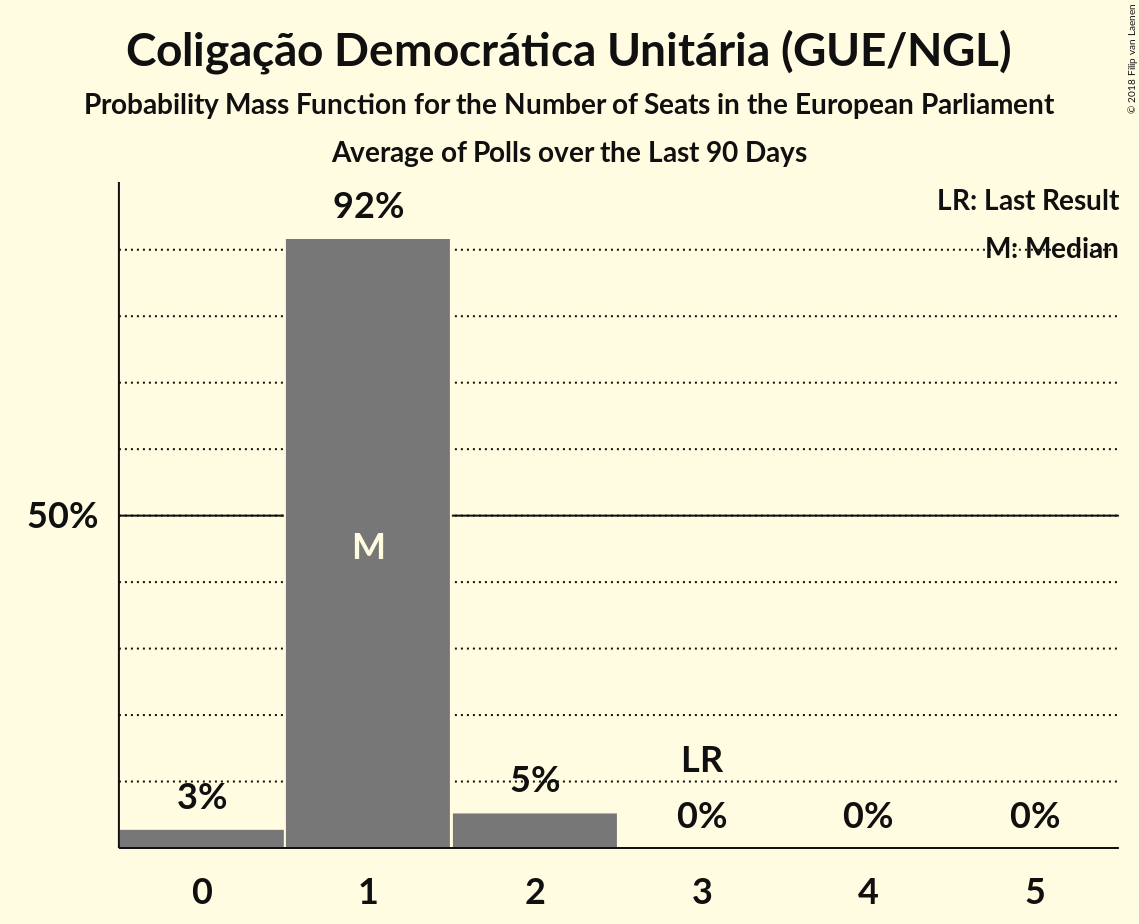 Coligação Democrática Unitária (GUE/NGL)
Probability Mass Function for the Number of Seats in the European Parliament
Average of Polls over the Last 90 Days
© 2018 Filip van Laenen
LR: Last Result
M: Median
92%
50%
M
LR
3%
5%
0%
0%
0%
0
1
2
3
4
5